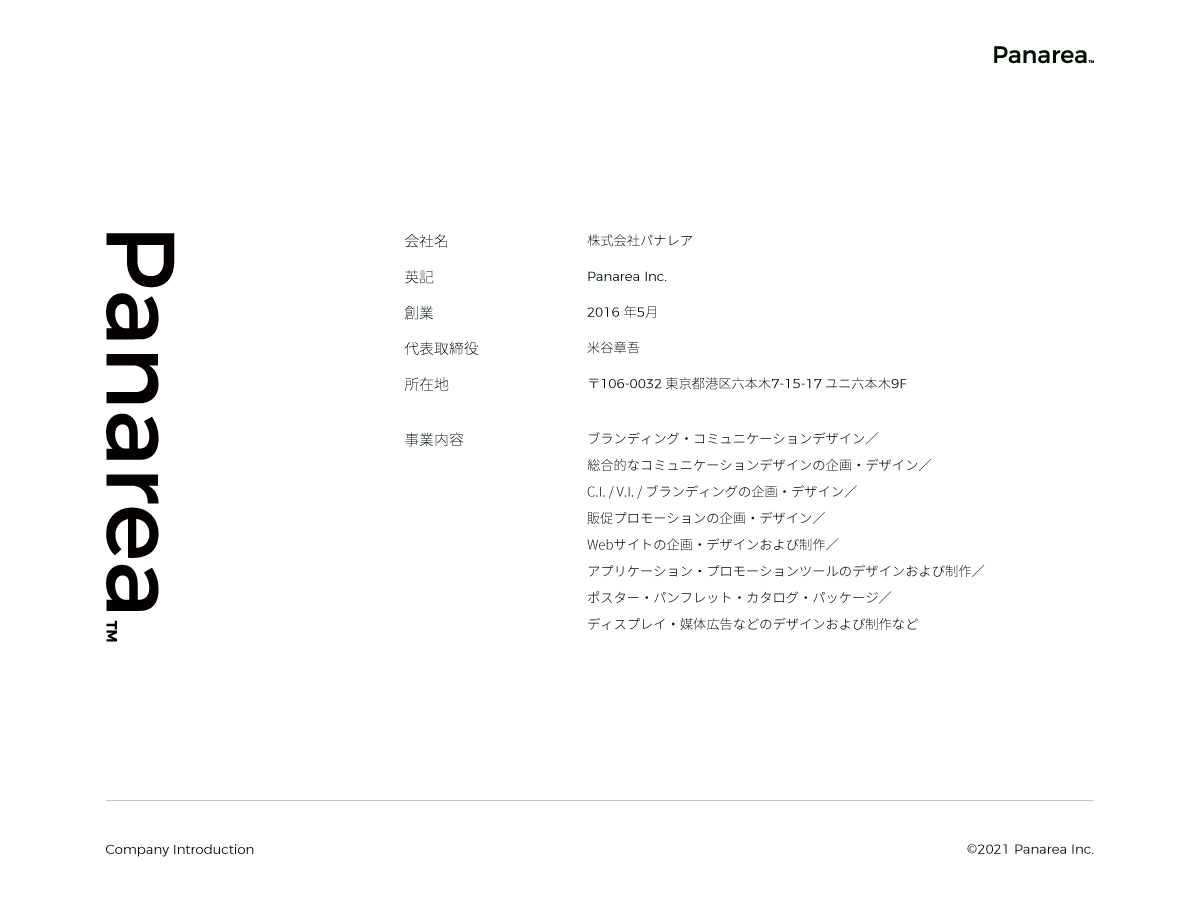 Panarea™
Panarea™
会社名 株式会社パナレア
英記 Panarea Inc.
創業 2016 年5月
代表取締役 米谷章吾
所在地 〒106-0032 東京都港区六本木7-15-17 ユニ六本木9F
事業内容 ブランディング・コミュニケーションデザイン／
総合的なコミュニケーションデザインの企画・デザイン／
C.I. / V.I. / ブランディングの企画・デザイン／
販促プロモーションの企画・デザイン／
Webサイトの企画・デザインおよび制作／
アプリケーション・プロモーションツールのデザインおよび制作／
ポスター・パンフレット・カタログ・パッケージ／
ディスプレイ・媒体広告などのデザインおよび制作など
Company Introduction
©2021 Panarea Inc.